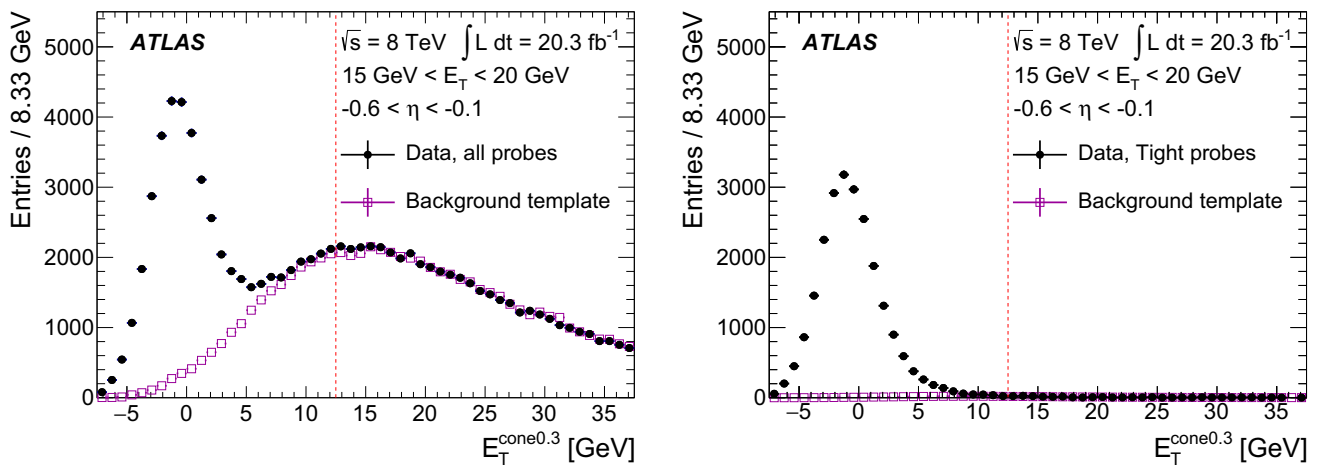 Entries / 8.33 GeV
5000
4000
3000
2000
1000
0
ATLAS
√s = 8 TeV ∫L dt = 20.3 fb⁻¹
15 GeV < E_T < 20 GeV
-0.6 < η < -0.1
Data, all probes
Background template
−5 0 5 10 15 20 25 30 35
E_T^cone0.3 [GeV]
Entries / 8.33 GeV
5000
4000
3000
2000
1000
0
ATLAS
√s = 8 TeV ∫L dt = 20.3 fb⁻¹
15 GeV < E_T < 20 GeV
-0.6 < η < -0.1
Data, Tight probes
Background template
−5 0 5 10 15 20 25 30 35
E_T^cone0.3 [GeV]